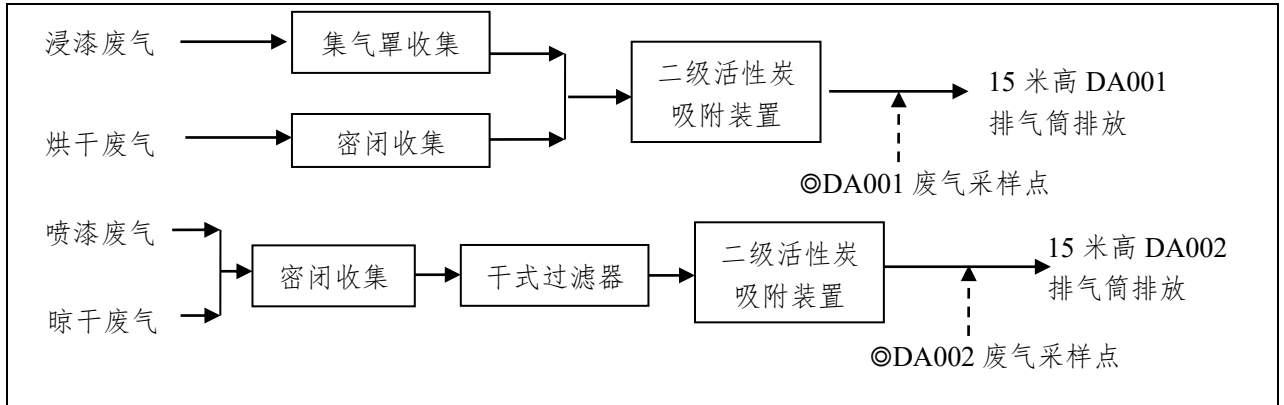 浸漆废气
集气罩收集
烘干废气
密闭收集
二级活性炭
吸附装置
15 米高 DA001
排气筒排放
◎DA001 废气采样点
喷漆废气
晾干废气
密闭收集
干式过滤器
二级活性炭
吸附装置
15 米高 DA002
排气筒排放
◎DA002 废气采样点